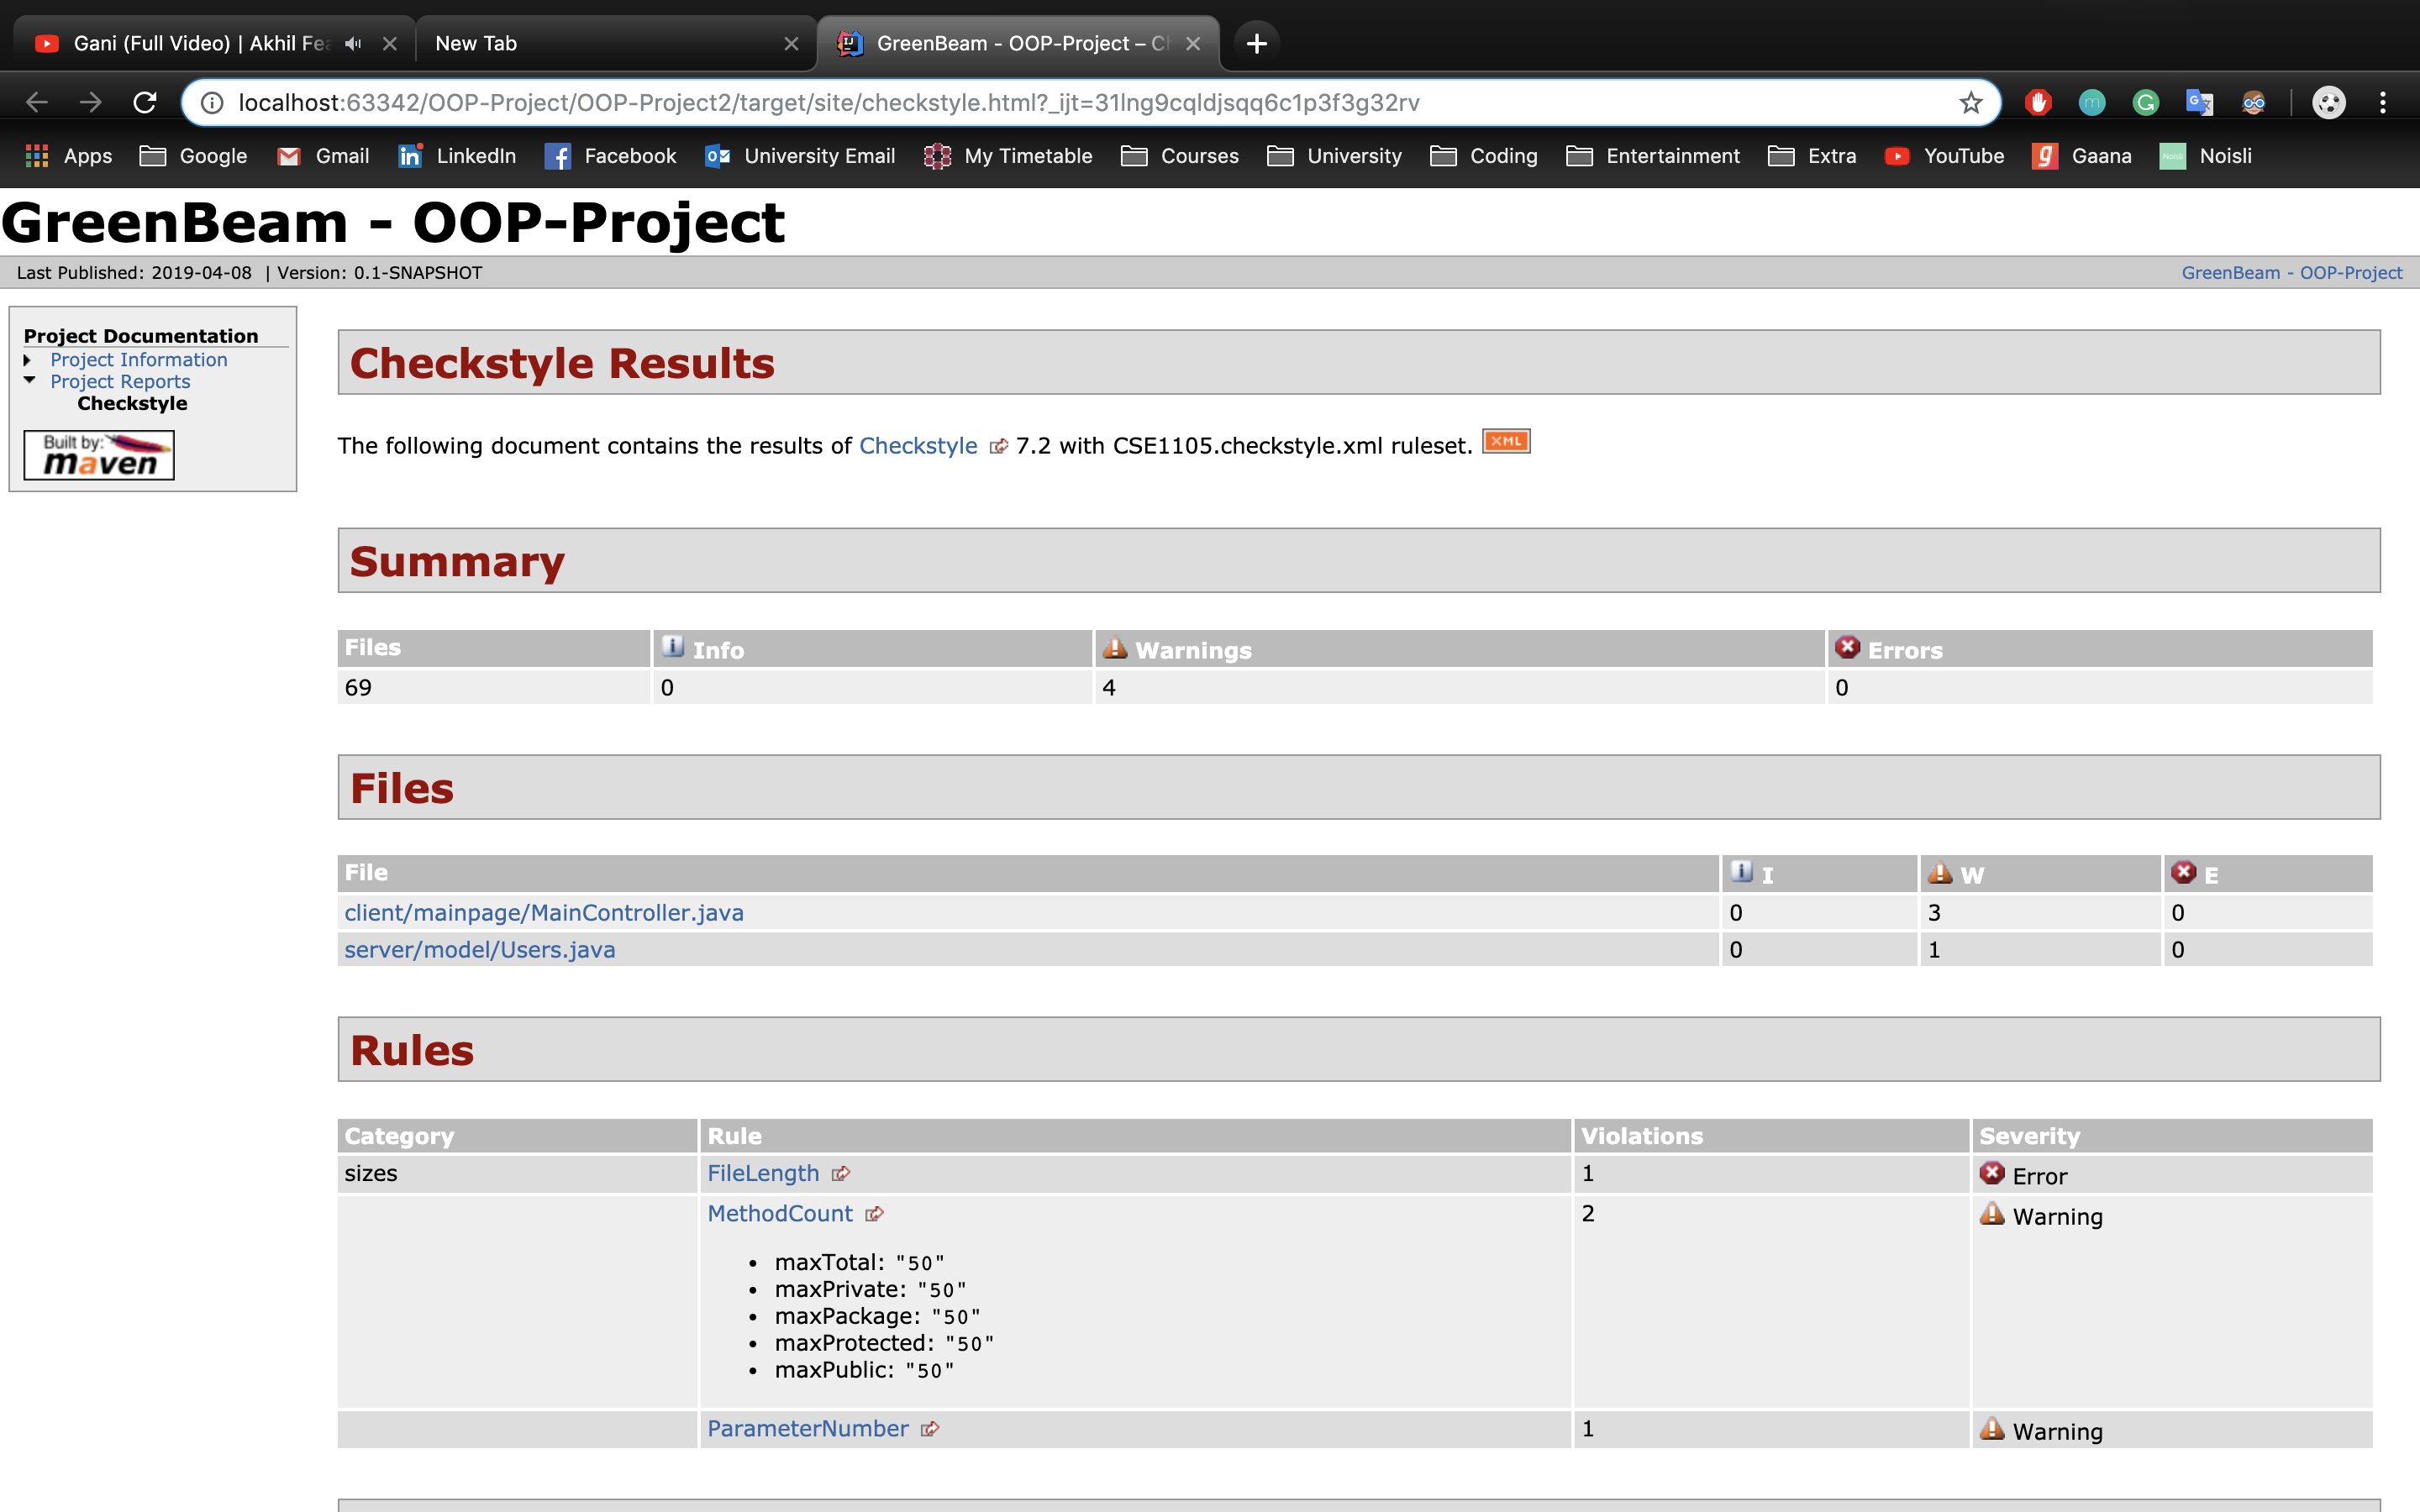 Gani (Full Video) | Akhil Fea
New Tab
GreenBeam - OOP-Project – Ch
localhost:63342/OOP-Project/OOP-Project2/target/site/checkstyle.html?_ijt=31lng9cqldjsqq6c1p3f3g32rv
Apps Google Gmail LinkedIn Facebook University Email My Timetable Courses University Coding Entertainment Extra YouTube Gaana Noisli
GreenBeam - OOP-Project
Last Published: 2019-04-08 | Version: 0.1-SNAPSHOT
GreenBeam - OOP-Project
Project Documentation
Project Information
Project Reports
Checkstyle
Built by:
maven
Checkstyle Results
The following document contains the results of Checkstyle 7.2 with CSE1105.checkstyle.xml ruleset. XML
Summary
Files Info Warnings Errors
69 0 4 0
Files
File I W E
client/mainpage/MainController.java 0 3 0
server/model/Users.java 0 1 0
Rules
Category Rule Violations Severity
sizes FileLength 1 Error
MethodCount 2 Warning
• maxTotal: "50"
• maxPrivate: "50"
• maxPackage: "50"
• maxProtected: "50"
• maxPublic: "50"
ParameterNumber 1 Warning